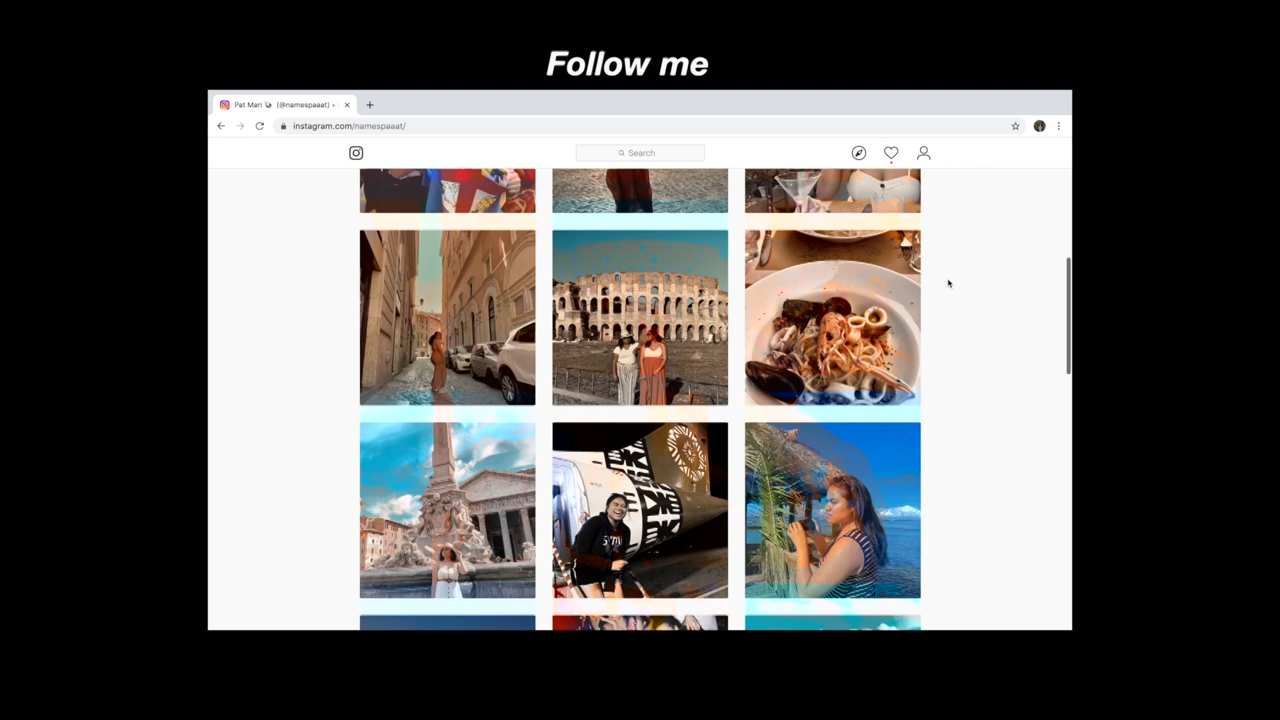 Follow me
Pat Mari (@namespaaat) •
instagram.com/namespaaat/
Search